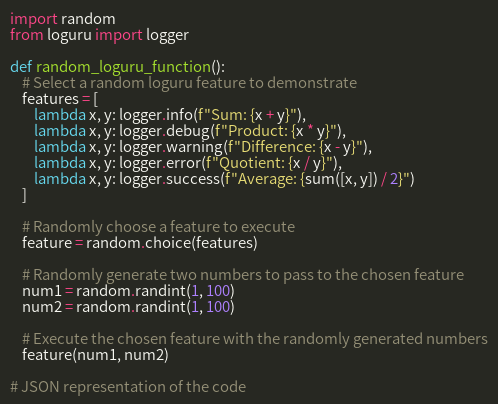 import random
from loguru import logger

def random_loguru_function():
    # Select a random loguru feature to demonstrate
    features = [
        lambda x, y: logger.info(f"Sum: {x + y}"),
        lambda x, y: logger.debug(f"Product: {x * y}"),
        lambda x, y: logger.warning(f"Difference: {x - y}"),
        lambda x, y: logger.error(f"Quotient: {x / y}"),
        lambda x, y: logger.success(f"Average: {sum([x, y]) / 2}")
    ]

    # Randomly choose a feature to execute
    feature = random.choice(features)

    # Randomly generate two numbers to pass to the chosen feature
    num1 = random.randint(1, 100)
    num2 = random.randint(1, 100)

    # Execute the chosen feature with the randomly generated numbers
    feature(num1, num2)

# JSON representation of the code